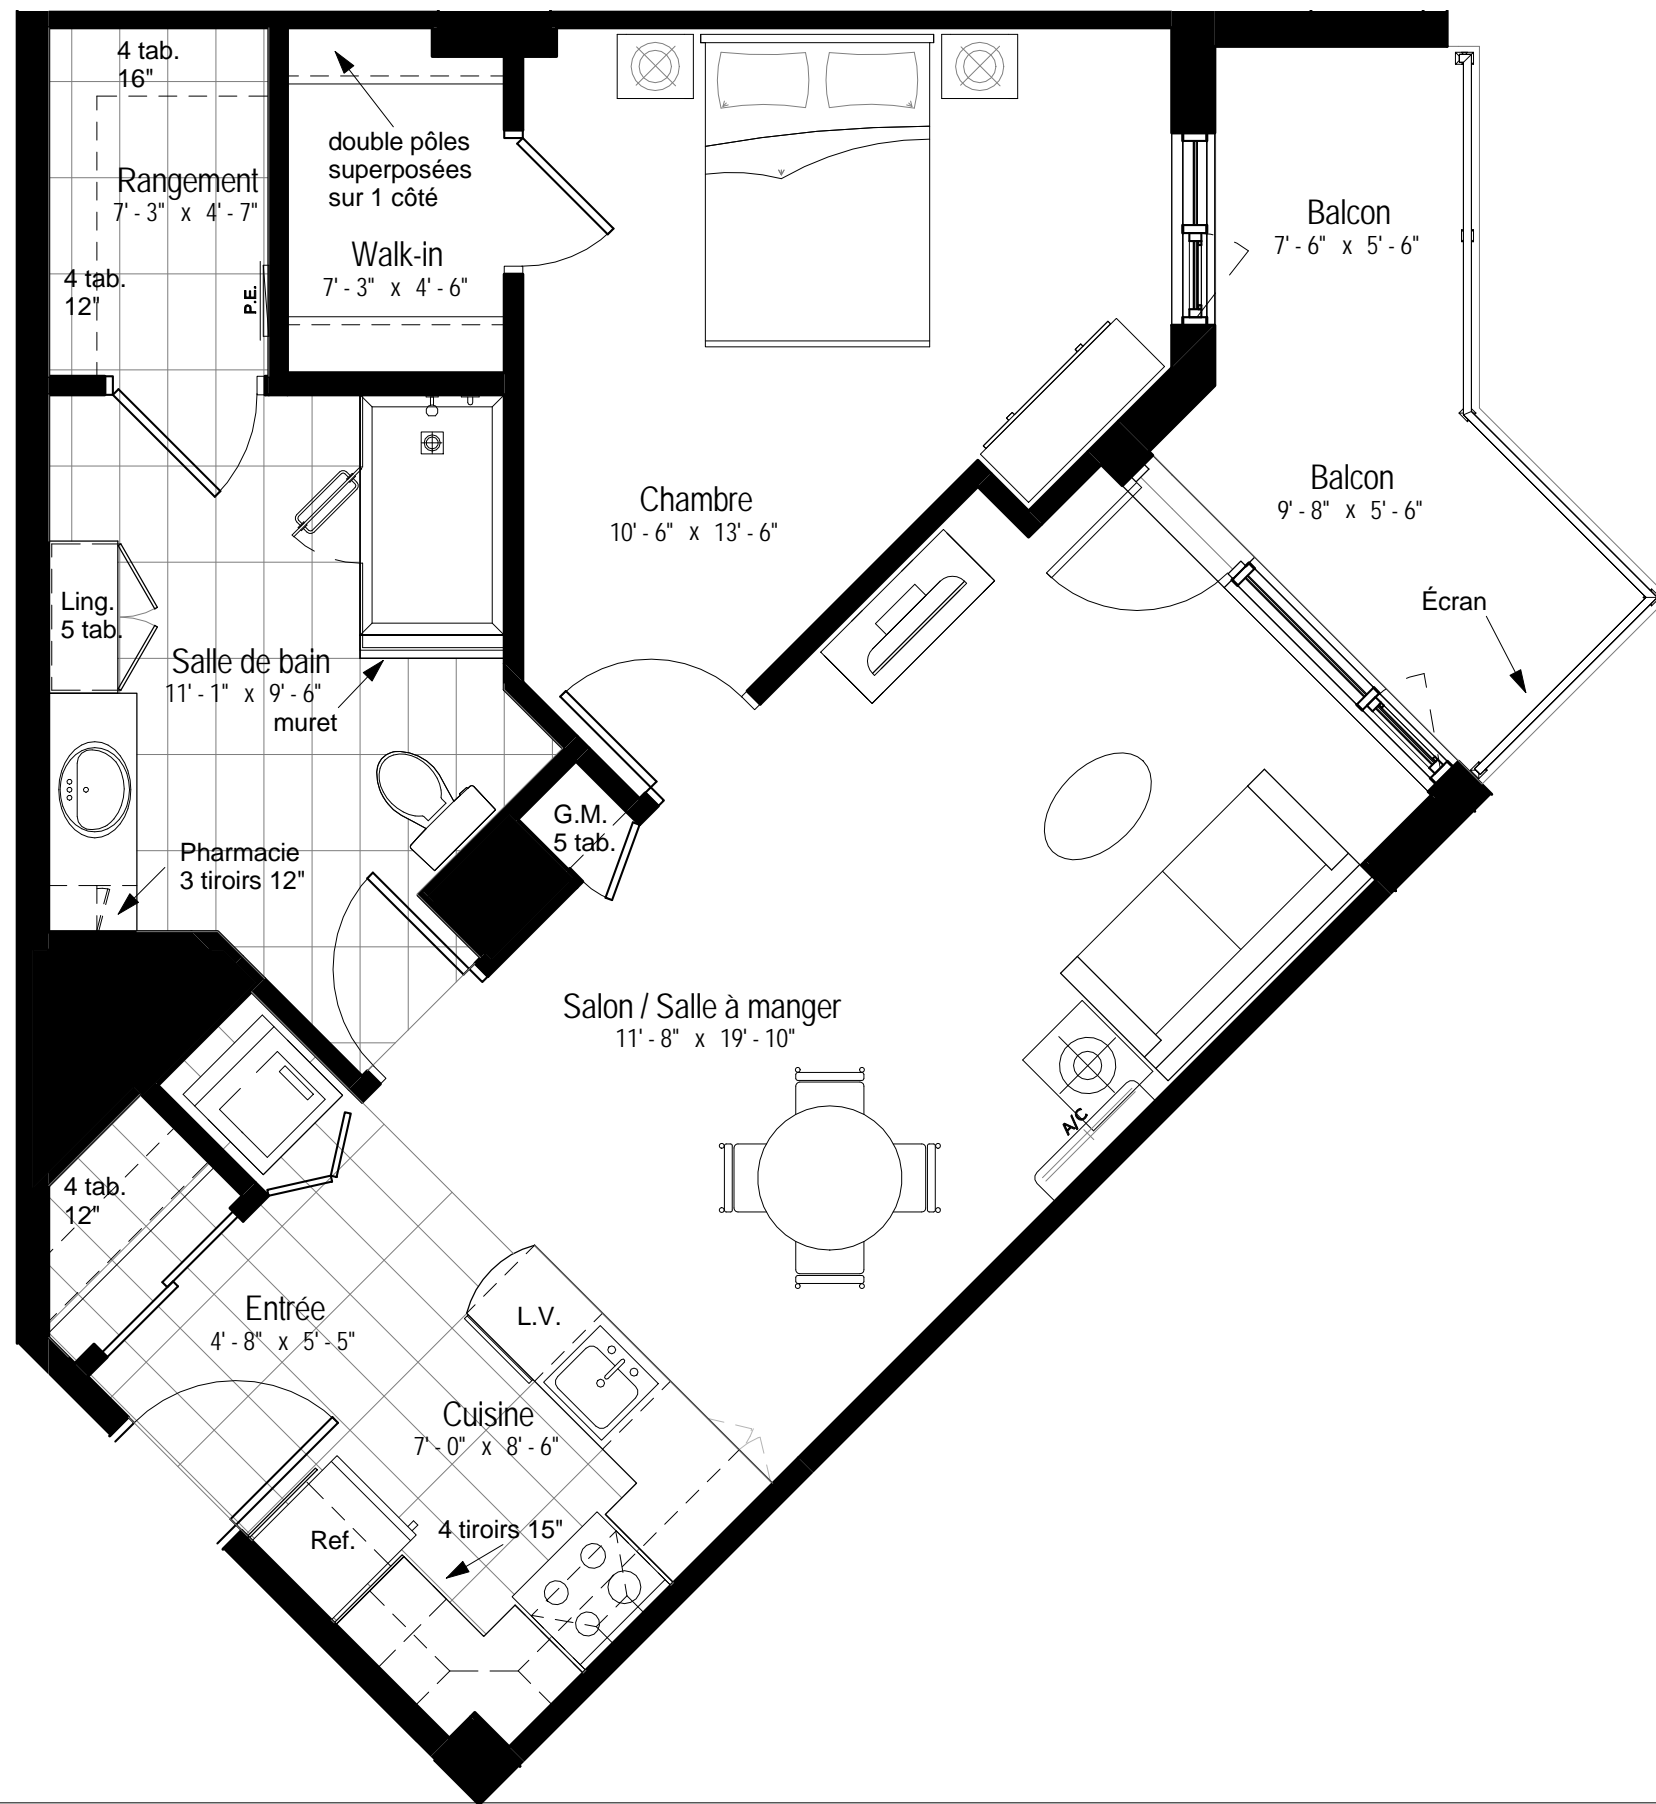 4 tab.
16"
double pôles
superposées
sur 1 côté
Rangement
7' - 3" x 4' - 7"
Walk-in
7' - 3" x 4' - 6"
4 tab.
12"
P.E.
Balcon
7' - 6" x 5' - 6"
Chambre
10' - 6" x 13' - 6"
Balcon
9' - 8" x 5' - 6"
Écran
Ling.
5 tab.
Salle de bain
11' - 1" x 9' - 6"
muret
G.M.
5 tab.
Pharmacie
3 tiroirs 12"
Salon / Salle à manger
11' - 8" x 19' - 10"
A/C
4 tab.
12"
Entrée
4' - 8" x 5' - 5"
L.V.
Cuisine
7' - 0" x 8' - 6"
Ref.
4 tiroirs 15"